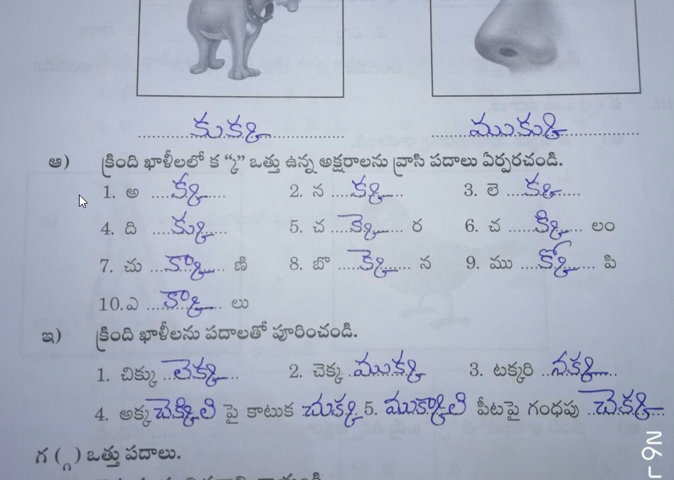 కుక్క ముక్కు
ఆ) క్రింది ఖాళీలలో క “్క” ఒత్తు ఉన్న అక్షరాలను వ్రాసి పదాలు ఏర్పరచండి.
1. అ ....క్క...... 2. న ....క్క...... 3. లె ....క్క......
4. ది ....క్కు...... 5. చ ....క్కె...... ర 6. చ ......క్కి...... లం
7. చు ....క్కా...... ణి 8. బొ ....క్కె...... న 9. ము ....క్కో...... పి
10.ఎ ......క్కా...... లు
ఇ) క్రింది ఖాళీలను పదాలతో పూరించండి.
1. చిక్కు లెక్క 2. చెక్క ముక్క 3. టక్కరి నక్క
4. అక్క చెక్కిలి పై కాటుక చుక్క 5. ముక్కాలి పీటపై గంధపు చెక్క
గ ( ్గ ) ఒత్తు పదాలు.